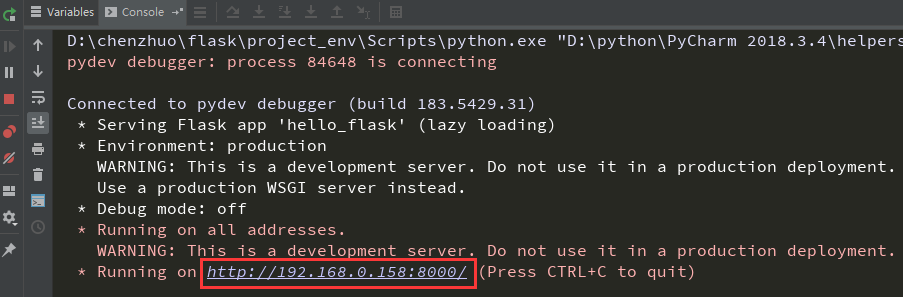 Variables Console
D:\chenzhuo\flask\project_env\Scripts\python.exe "D:\python\PyCharm 2018.3.4\helpers
pydev debugger: process 84648 is connecting
Connected to pydev debugger (build 183.5429.31)
* Serving Flask app 'hello_flask' (lazy loading)
* Environment: production
WARNING: This is a development server. Do not use it in a production deployment.
Use a production WSGI server instead.
* Debug mode: off
* Running on all addresses.
WARNING: This is a development server. Do not use it in a production deployment.
* Running on http://192.168.0.158:8000/ (Press CTRL+C to quit)